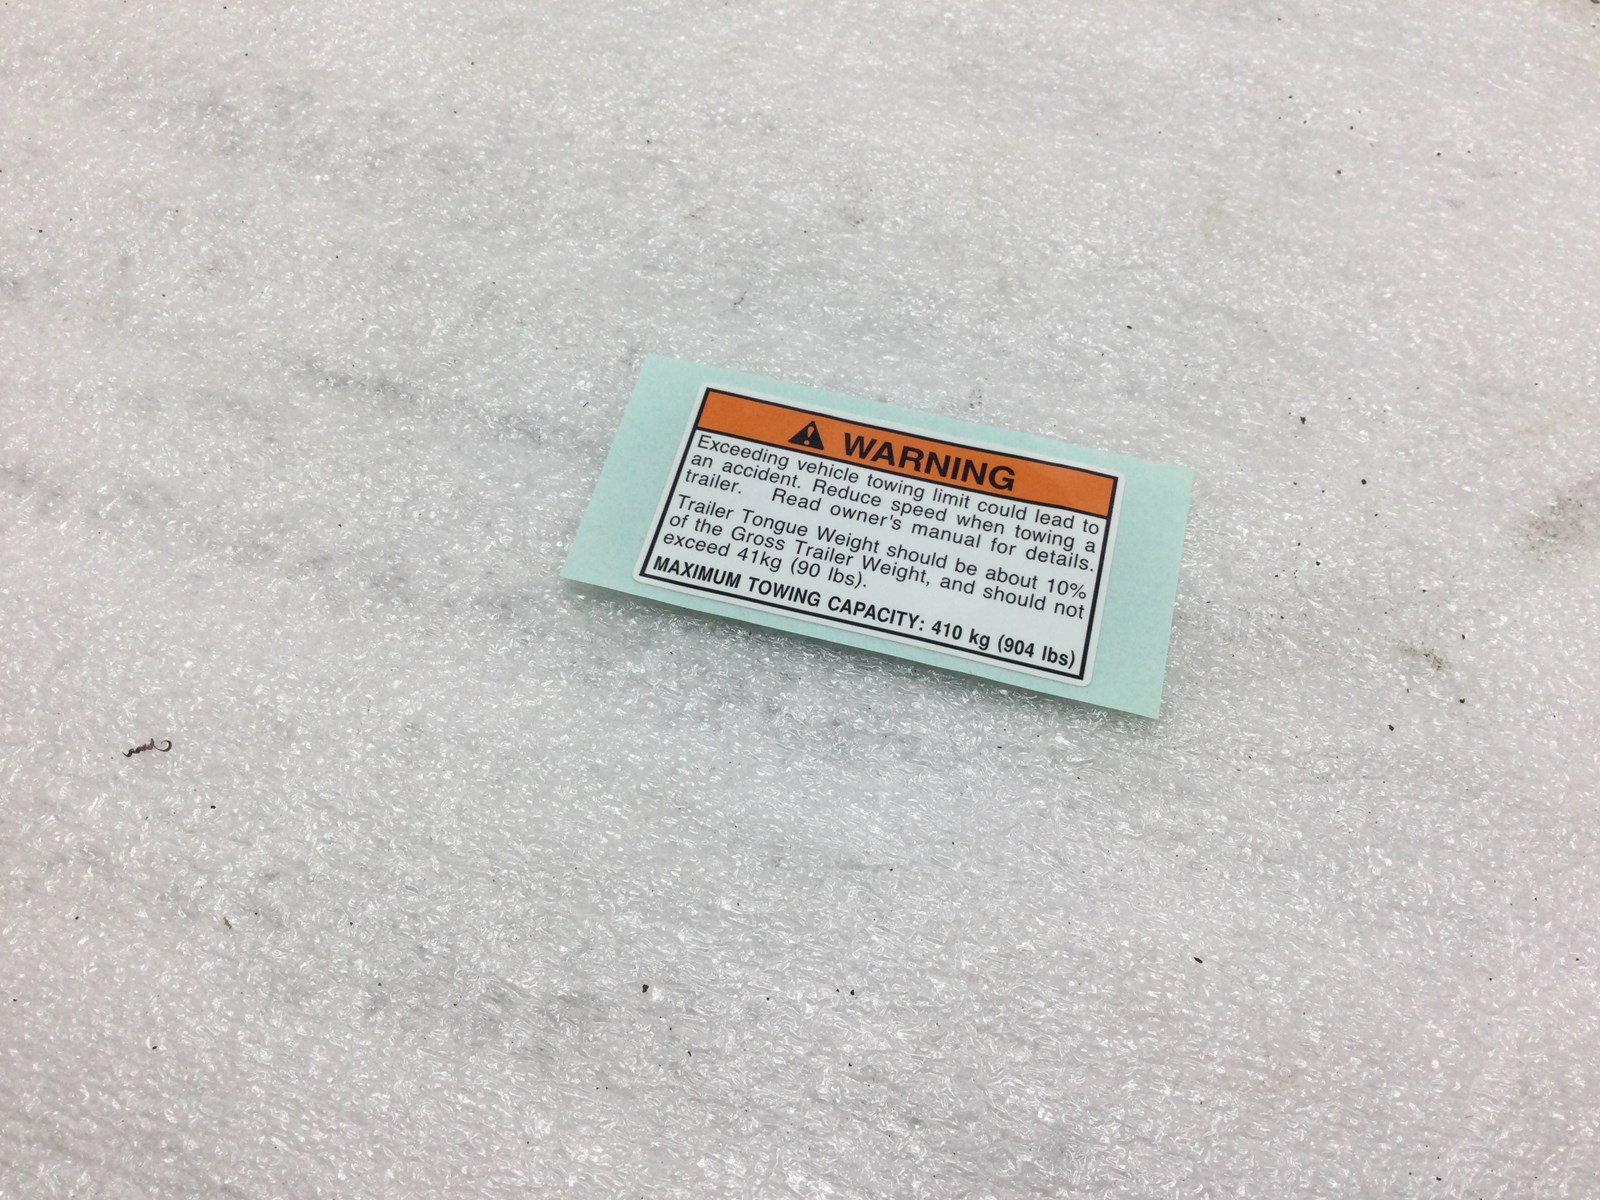 WARNING
Exceeding vehicle towing limit could lead to
an accident. Reduce speed when towing a
trailer. Read owner's manual for details.
Trailer Tongue Weight should be about 10%
of the Gross Trailer Weight, and should not
exceed 41kg (90 lbs).
MAXIMUM TOWING CAPACITY: 410 kg (904 lbs)